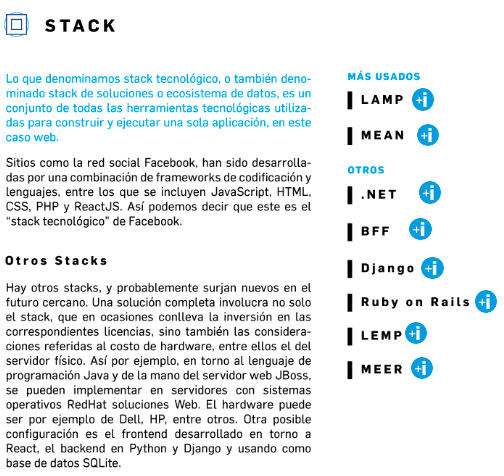 STACK
Lo que denominamos stack tecnológico, o también deno-
minado stack de soluciones o ecosistema de datos, es un
conjunto de todas las herramientas tecnológicas utiliza-
das para construir y ejecutar una sola aplicación, en este
caso web.
Sitios como la red social Facebook, han sido desarrolla-
das por una combinación de frameworks de codificación y
lenguajes, entre los que se incluyen JavaScript, HTML,
CSS, PHP y ReactJS. Así podemos decir que este es el
“stack tecnológico” de Facebook.
Otros Stacks
Hay otros stacks, y probablemente surjan nuevos en el
futuro cercano. Una solución completa involucra no solo
el stack, que en ocasiones conlleva la inversión en las
correspondientes licencias, sino también las considera-
ciones referidas al costo de hardware, entre ellos el del
servidor físico. Así por ejemplo, en torno al lenguaje de
programación Java y de la mano del servidor web JBoss,
se pueden implementar en servidores con sistemas
operativos RedHat soluciones Web. El hardware puede
ser por ejemplo de Dell, HP, entre otros. Otra posible
configuración es el frontend desarrollado en torno a
React, el backend en Python y Django y usando como
base de datos SQLite.
MÁS USADOS
LAMP +i
MEAN +i
OTROS
.NET +i
BFF +i
Django +i
Ruby on Rails +i
LEMP +i
MEER +i